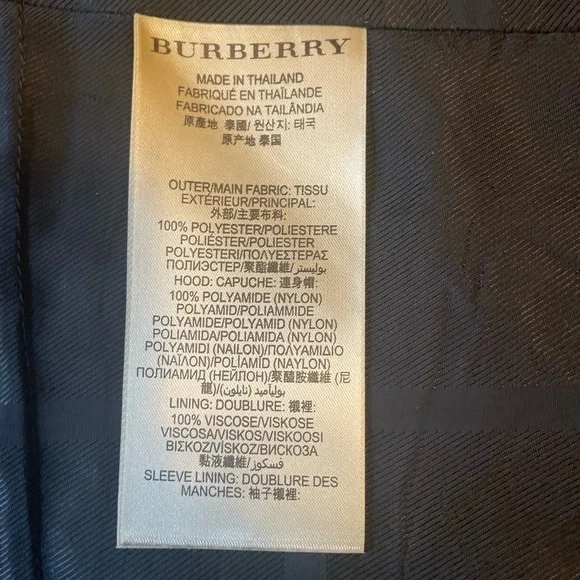 BURBERRY
MADE IN THAILAND
FABRIQUÉ EN THAÏLANDE
FABRICADO NA TAILÂNDIA
原產地 泰國/ 원산지: 태국
原产地 泰国
OUTER/MAIN FABRIC: TISSU
EXTÉRIEUR/PRINCIPAL:
外部/主要布料:
100% POLYESTER/POLIESTERE
POLIÉSTER/POLIESTER
POLYESTERI/ΠΟΛΥΕΣΤΕΡΑΣ
ПОЛИЭСТЕР/聚酯纖維/بوليستر
HOOD: CAPUCHE: 連身帽:
100% POLYAMIDE (NYLON)
POLYAMID/POLIAMMIDE
POLYAMIDE/POLYAMID (NYLON)
POLIAMIDA/POLIAMIDA (NYLON)
POLYAMIDI (NAILON)/ΠΟΛΥΑΜΙΔΙΟ
(ΝΑΪΛΟΝ)/POLÍAMÍÐ (NAYLON)
ПОЛИАМИД (НЕЙЛОН)/聚醯胺纖維 (尼
龍)/(نايلون) بولياميد
LINING: DOUBLURE: 襯裡:
100% VISCOSE/VISKOSE
VISCOSA/VISKOS/VISKOOSI
ΒΙΣΚΟΖ/VÍSKOSE/ВИСКОЗА
黏液纖維/فسكوز
SLEEVE LINING: DOUBLURE DES
MANCHES: 袖子襯裡: